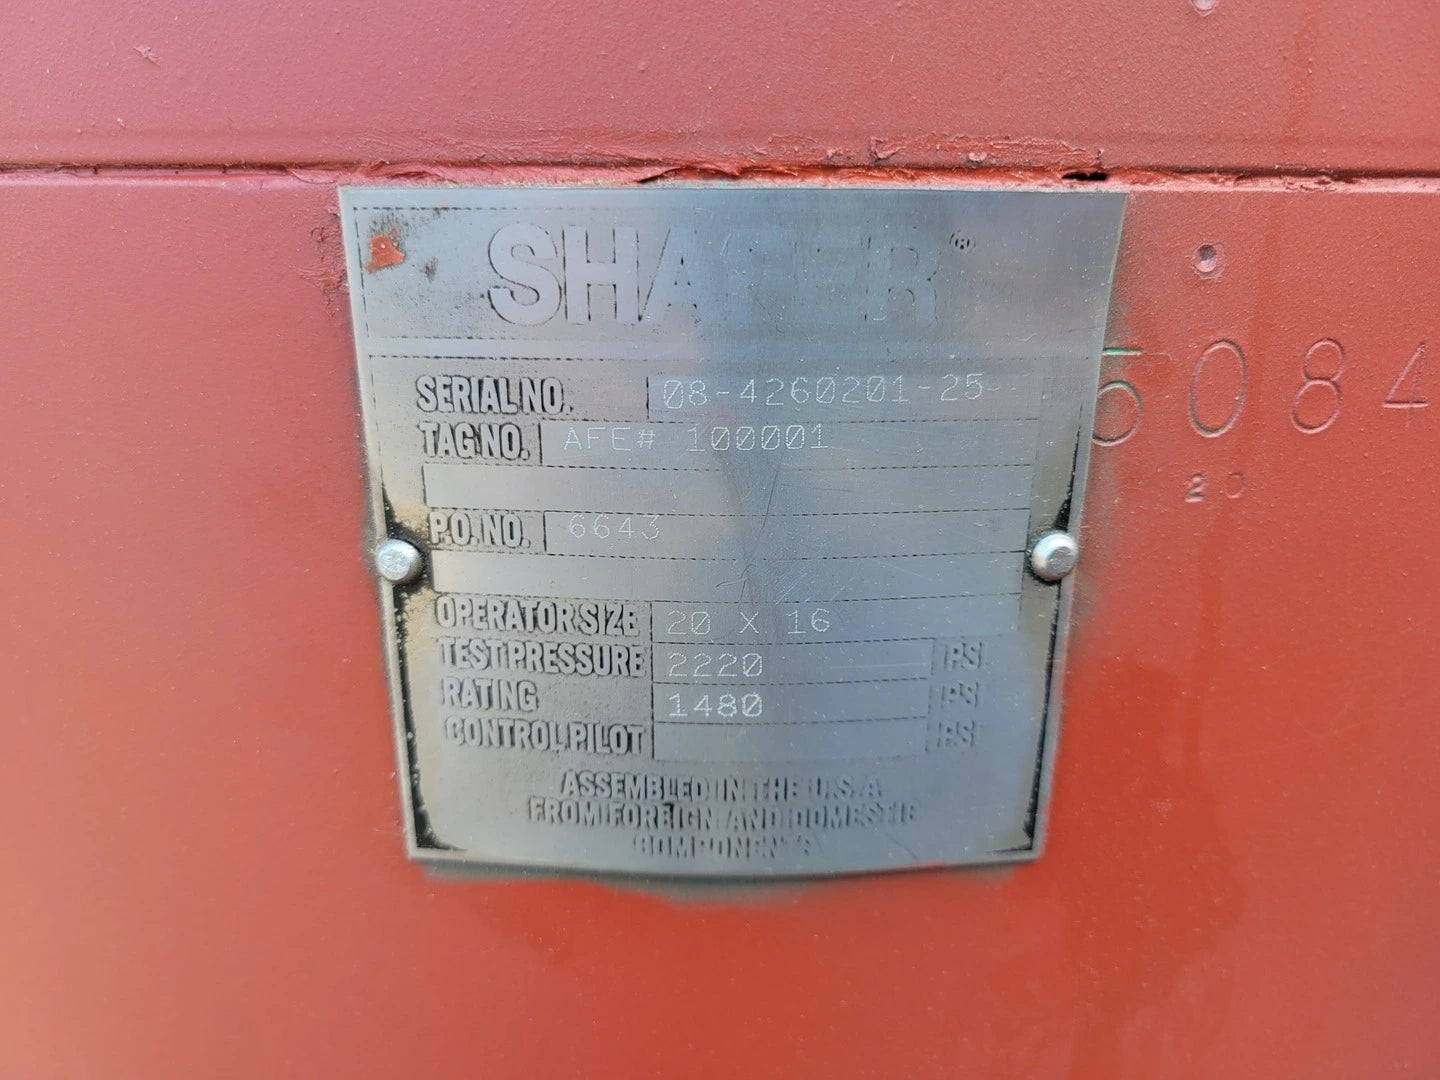 SHAFER®
SERIAL NO. 08-4260201-25
TAG NO. AFE# 100001
P.O. NO. 6643
OPERATOR SIZE 20 X 16
TEST PRESSURE 2220 PSI
RATING 1480 PSI
CONTROL PILOT PSI
ASSEMBLED IN THE U.S.A.
FROM FOREIGN AND DOMESTIC
COMPONENTS
5084
20